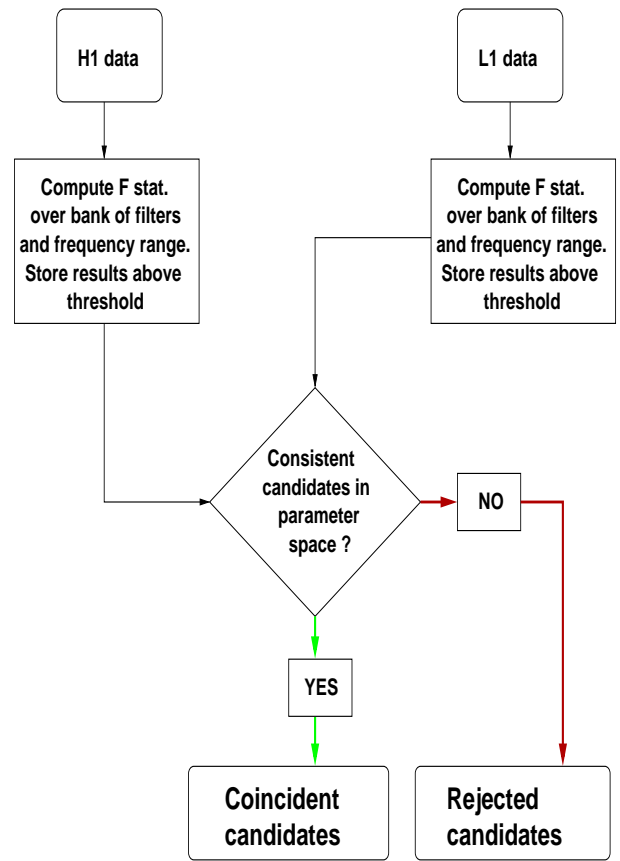 H1 data
L1 data
Compute F stat.
over bank of filters
and frequency range.
Store results above
threshold
Compute F stat.
over bank of filters
and frequency range.
Store results above
threshold
Consistent
candidates in
parameter
space ?
NO
YES
Coincident
candidates
Rejected
candidates